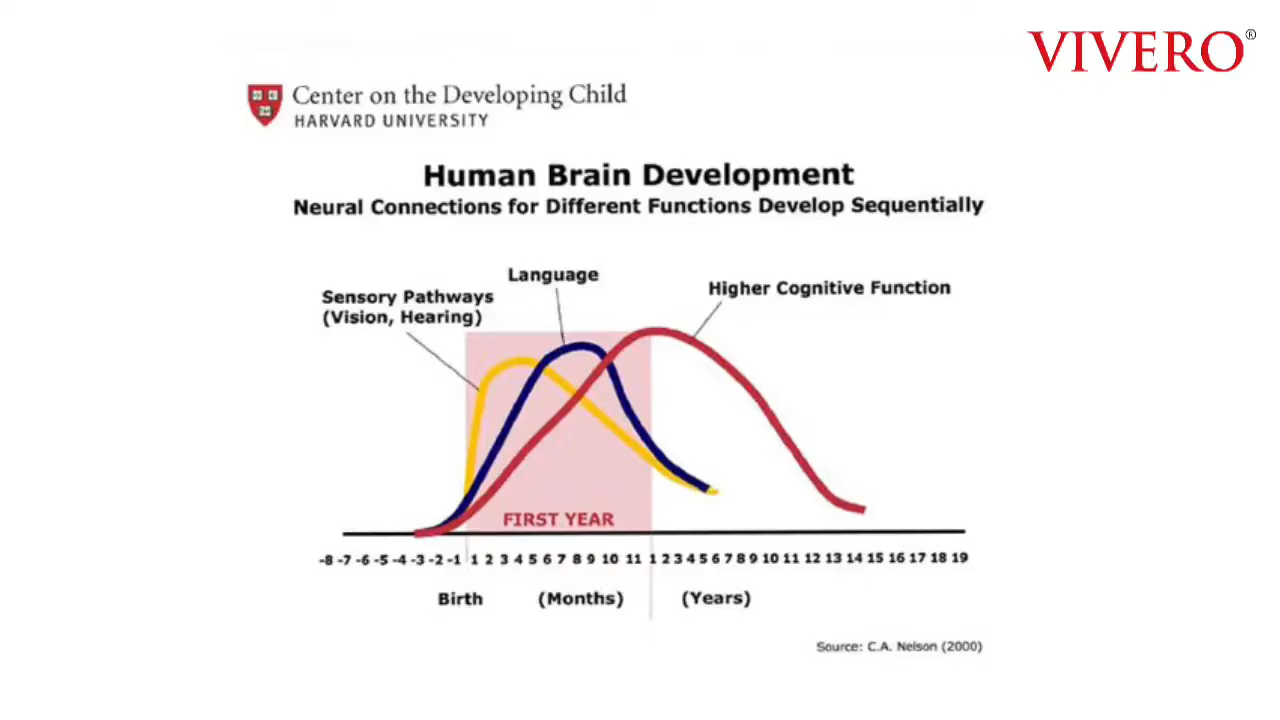 VIVERO®
Center on the Developing Child
HARVARD UNIVERSITY
Human Brain Development
Neural Connections for Different Functions Develop Sequentially
Language
Sensory Pathways
(Vision, Hearing)
Higher Cognitive Function
FIRST YEAR
-8 -7 -6 -5 -4 -3 -2 -1 1 2 3 4 5 6 7 8 9 10 11 1 2 3 4 5 6 7 8 9 10 11 12 13 14 15 16 17 18 19
Birth (Months) (Years)
Source: C.A. Nelson (2000)